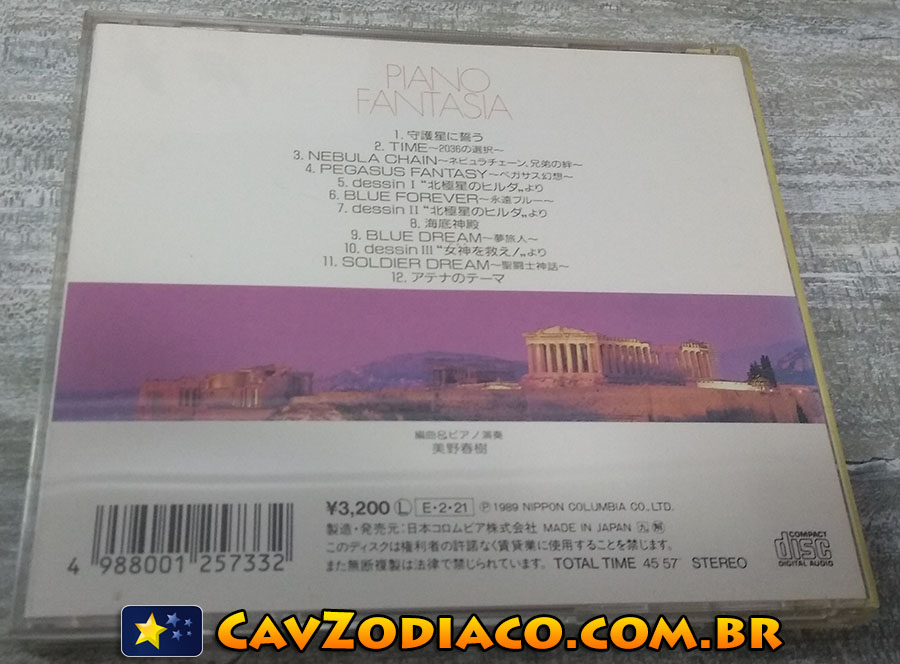 PIANO
FANTASIA
1. 守護星に誓う
2. TIME～2036の選択～
3. NEBULA CHAIN～ネビュラチェーン、兄弟の絆～
4. PEGASUS FANTASY～ペガサス幻想～
5. dessin I "北極星のヒルダ„より
6. BLUE FOREVER～永遠ブルー～
7. dessin II "北極星のヒルダ„より
8. 海底神殿
9. BLUE DREAM～夢旅人～
10. dessin III "女神を救え!„より
11. SOLDIER DREAM～聖闘士神話～
12. アテナのテーマ
編曲&ピアノ演奏
美野春樹
¥3,200 Ⓛ E・2・21 Ⓟ1989 NIPPON COLUMBIA CO., LTD.
製造・発売元：日本コロムビア株式会社 MADE IN JAPAN
このディスクは権利者の許諾なく賃貸業に使用することを禁じます。
また無断複製は法律で禁じられています。 TOTAL TIME 45'57" STEREO
4 988001 257332
COMPACT
disc
DIGITAL AUDIO
CavZodiaco.com.br